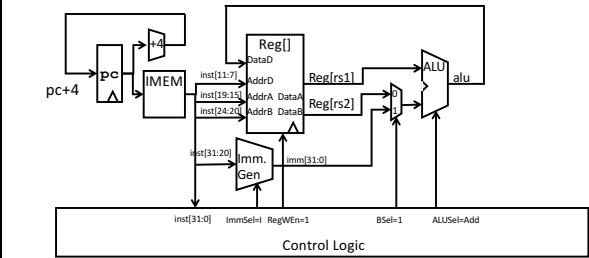 +4
Reg[]
pc
IMEM
DataD
ALU
inst[11:7]
AddrD
Reg[rs1]
alu
pc+4
inst[19:15]
AddrA DataA
Reg[rs2]
0
inst[24:20]
AddrB DataB
1
inst[31:20]
Imm.
Gen
imm[31:0]
inst[31:0] ImmSel=I RegWEn=1 BSel=1 ALUSel=Add
Control Logic